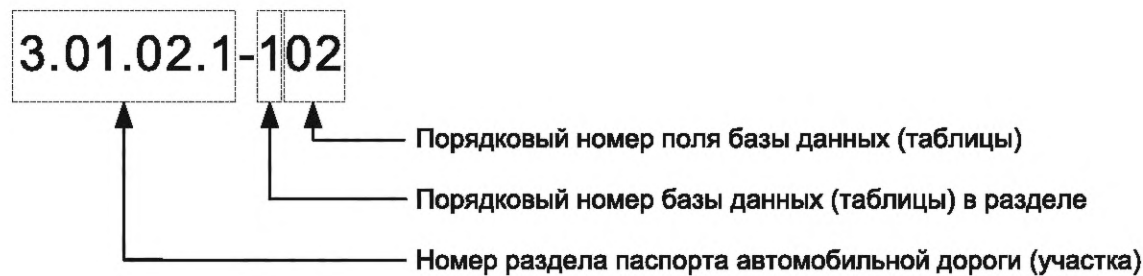 3.01.02.1-102
Порядковый номер поля базы данных (таблицы)
Порядковый номер базы данных (таблицы) в разделе
Номер раздела паспорта автомобильной дороги (участка)